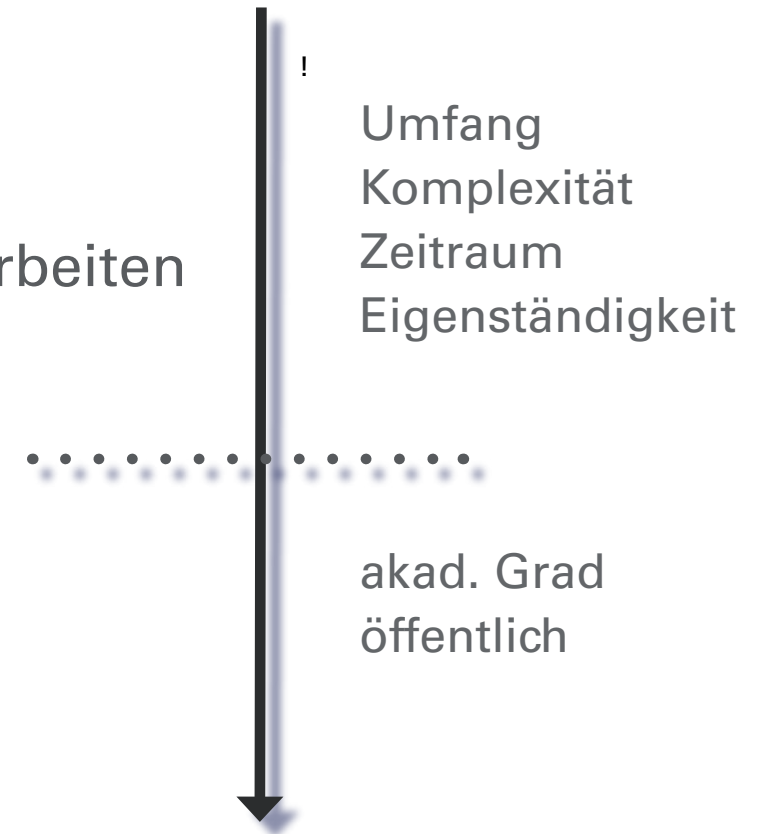 !
Umfang
Komplexität
Zeitraum
rbeiten
Eigenständigkeit
akad. Grad
öffentlich